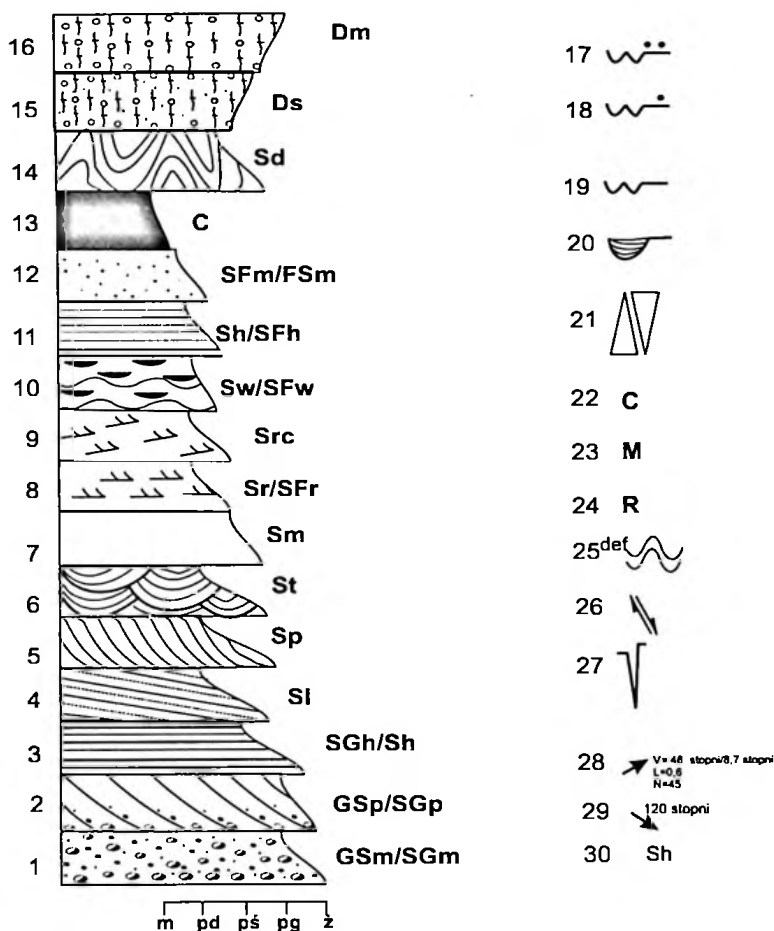 16 Dm
15 Ds
14 Sd
13 C
12 SFm/FSm
11 Sh/SFh
10 Sw/SFw
9 Src
8 Sr/SFr
7 Sm
6 St
5 Sp
4 Sl
3 SGh/Sh
2 GSp/SGp
1 GSm/SGm
m pd pś pg ż
17
18
19
20
21
22 C
23 M
24 R
25 def
26
27
28 V= 46 stopni/8,7 stopni
L=0,6
N=45
29 120 stopni
30 Sh